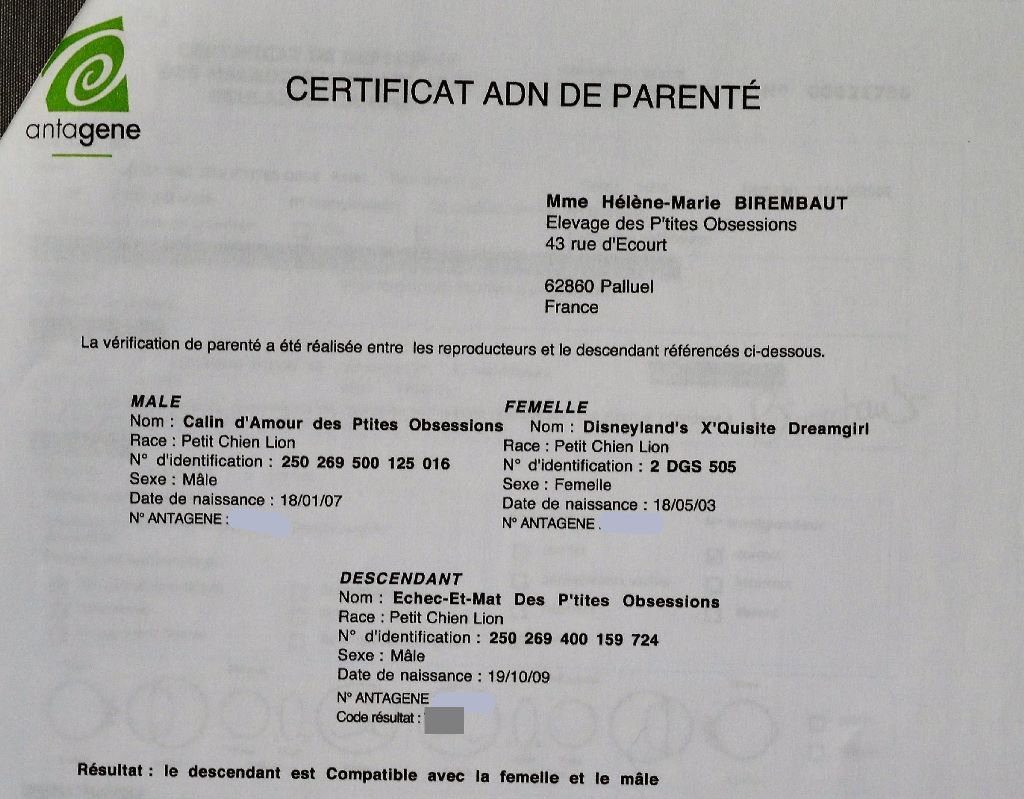 antagene
CERTIFICAT ADN DE PARENTÉ
Mme Hélène-Marie BIREMBAUT
Elevage des P'tites Obsessions
43 rue d'Ecourt
62860 Palluel
France
La vérification de parenté a été réalisée entre les reproducteurs et le descendant référencés ci-dessous.
MALE
Nom : Calin d'Amour des Ptites Obsessions
Race : Petit Chien Lion
N° d'identification : 250 269 500 125 016
Sexe : Mâle
Date de naissance : 18/01/07
N° ANTAGENE :
FEMELLE
Nom : Disneyland's X'Quisite Dreamgirl
Race : Petit Chien Lion
N° d'identification : 2 DGS 505
Sexe : Femelle
Date de naissance : 18/05/03
N° ANTAGENE .
DESCENDANT
Nom : Echec-Et-Mat Des P'tites Obsessions
Race : Petit Chien Lion
N° d'identification : 250 269 400 159 724
Sexe : Mâle
Date de naissance : 19/10/09
N° ANTAGENE
Code résultat :
Résultat : le descendant est Compatible avec la femelle et le mâle